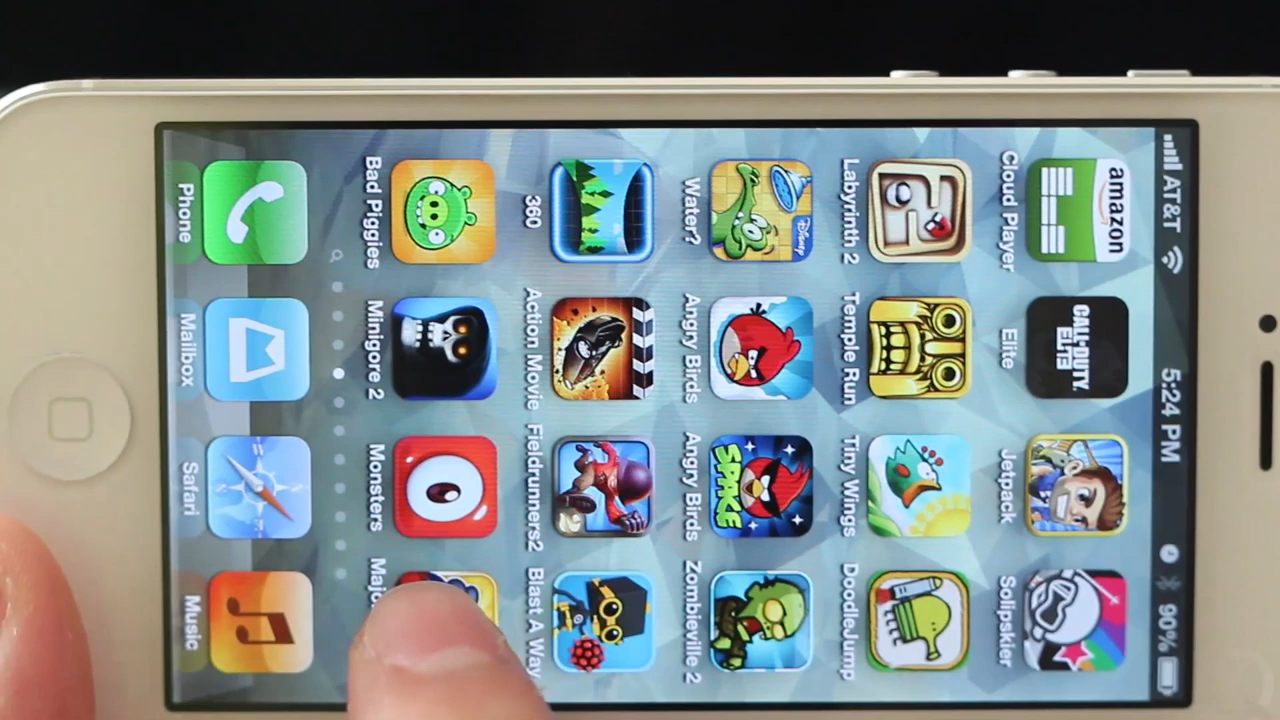 AT&T 5:24 PM 90%
amazon
CALL·OF·DUTY.
ELITE
Cloud Player Elite Jetpack Solipskier
Labyrinth 2 Temple Run Tiny Wings DoodleJump
Disney
SPACE
Water? Angry Birds Angry Birds Zombieville 2
360 Action Movie Fieldrunners2 Blast A Way
Bad Piggies Minigore 2 Monsters
Phone Mailbox Safari Music